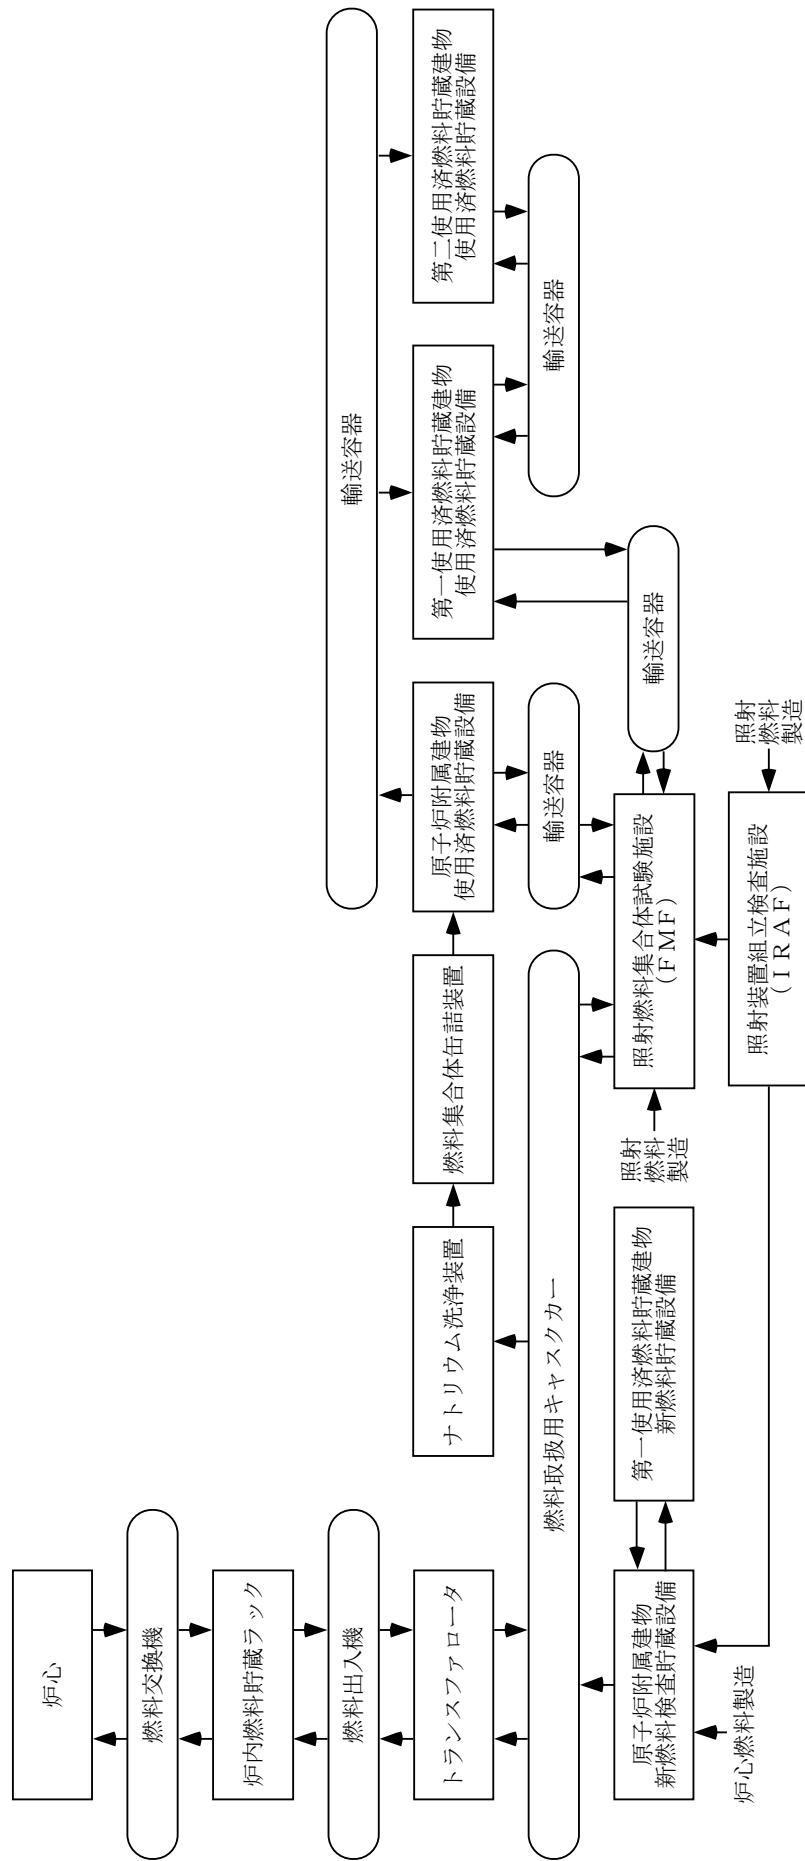 炉心
燃料交換機
炉内燃料貯蔵ラック
燃料出入機
トランスファロータ
燃料取扱用キャスクカー
原子炉附属建物
新燃料検査貯蔵設備
炉心燃料製造
第一使用済燃料貯蔵建物
新燃料貯蔵設備
ナトリウム洗浄装置
燃料集合体缶詰装置
原子炉附属建物
使用済燃料貯蔵設備
輸送容器
第一使用済燃料貯蔵建物
使用済燃料貯蔵設備
第二使用済燃料貯蔵建物
使用済燃料貯蔵設備
輸送容器
輸送容器
輸送容器
照射
燃料
製造
照射燃料集合体試験施設
（FMF）
照射装置組立検査施設
（IRAF）
照射
燃料
製造